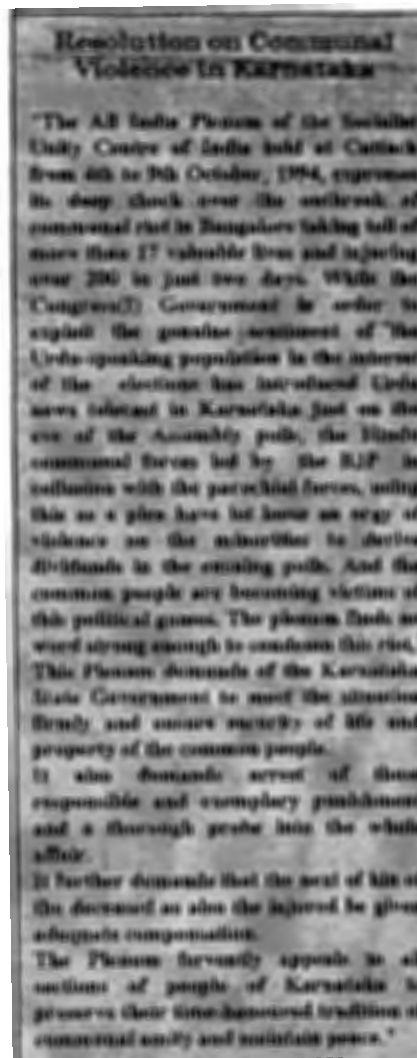 Resolution on Communal
Violence in Karnataka
"The All India Plenum of the Socialist
Unity Centre of India held at Cuttack
from 6th to 9th October, 1994, expresses
its deep shock over the outbreak of
communal riot in Bangalore taking toll of
more than 27 valuable lives and injuring
over 200 in just two days. While the
Congress(I) Government in order to
exploit the genuine sentiment of the
Urdu-speaking population in the interest
of the elections has introduced Urdu
news telecast in Karnataka just on the
eve of the Assembly polls, the Hindu
communal forces led by the BJP in
collusion with the parochial forces, using
this as a plea have let loose an orgy of
violence on the minorities to derive
dividends in the ensuing polls. And the
common people are becoming victims of
this political games. The plenum finds no
word strong enough to condemn this riot.
This Plenum demands of the Karnataka
State Government to meet the situation
firmly and ensure security of life and
property of the common people.
It also demands arrest of those
responsible and exemplary punishment
and a thorough probe into the whole
affair.
It further demands that the next of kin of
the deceased as also the injured be given
adequate compensation.
The Plenum fervently appeals to all
sections of people of Karnataka to
preserve their time-honoured tradition of
communal amity and maintain peace."